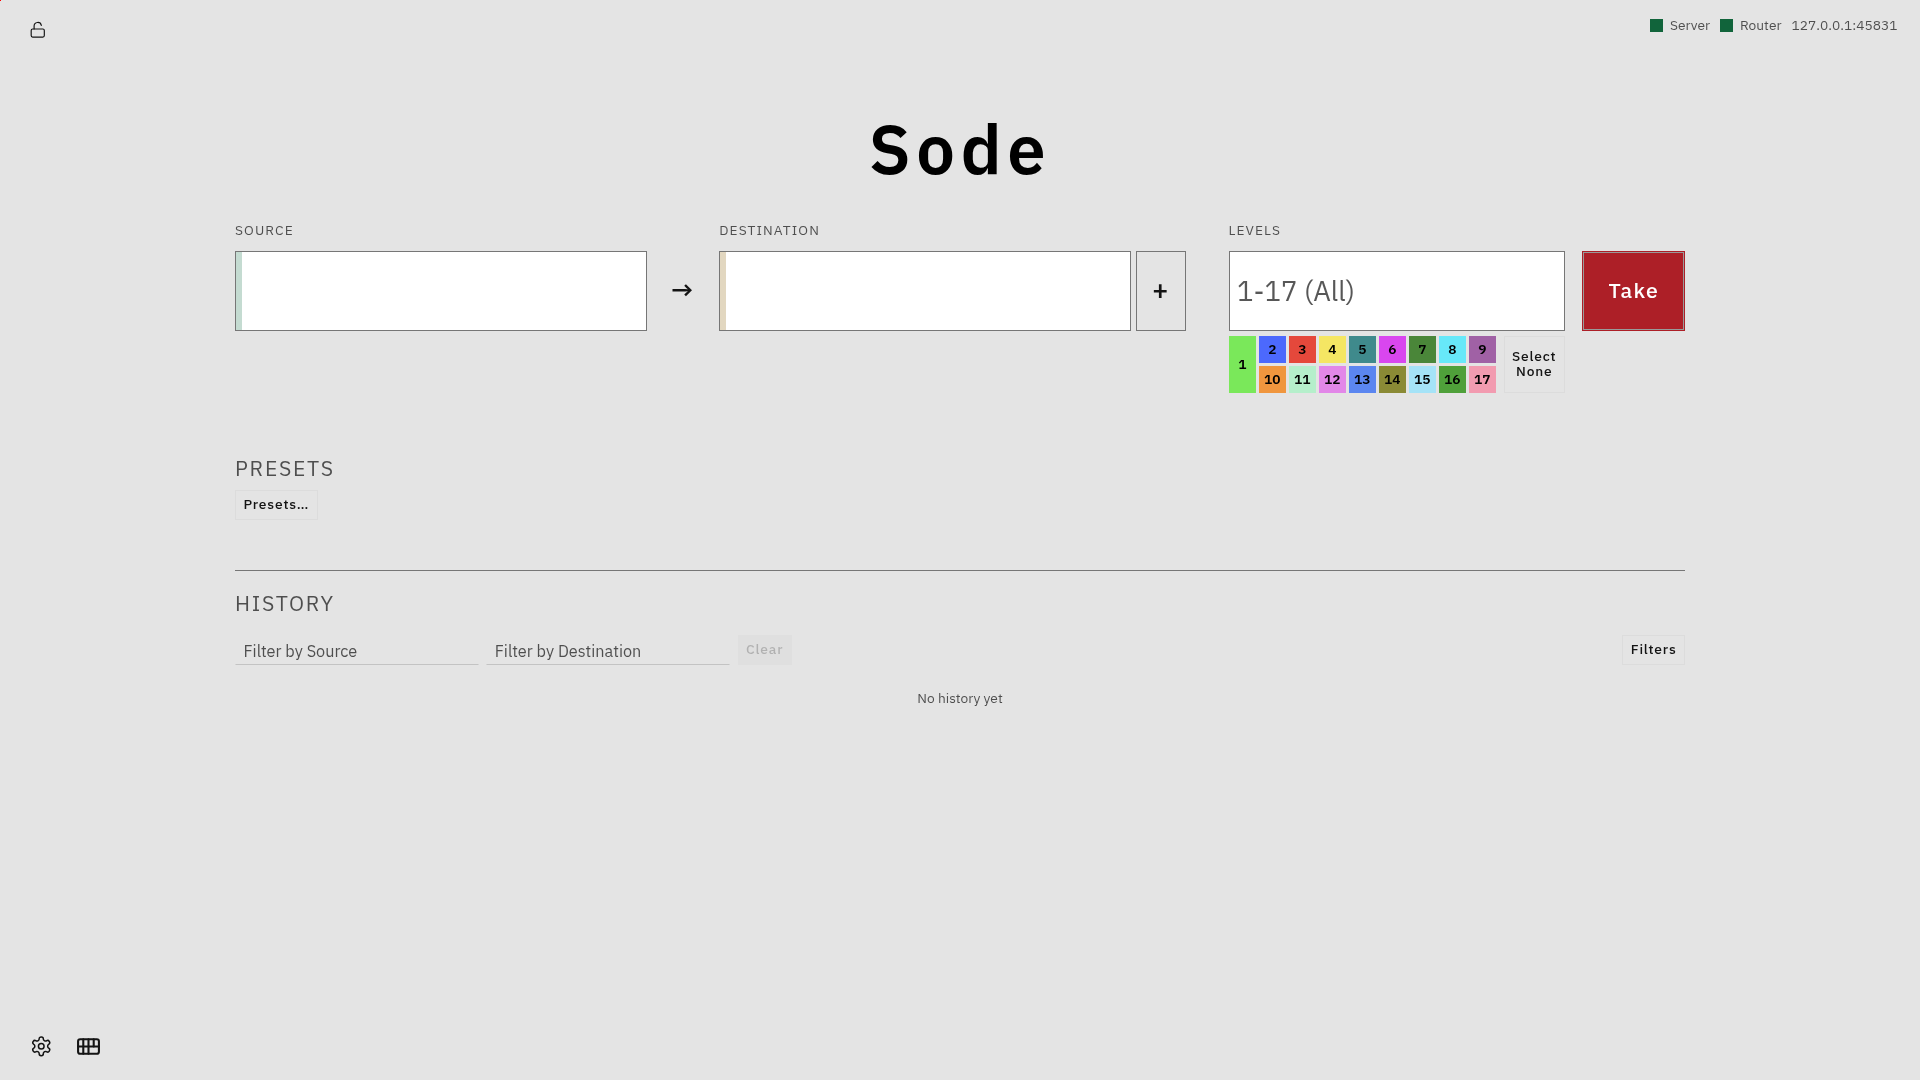 Server Router 127.0.0.1:45831
Sode
SOURCE DESTINATION LEVELS
→ + 1-17 (All) Take
1 2 3 4 5 6 7 8 9
10 11 12 13 14 15 16 17
Select
None
PRESETS
Presets...
HISTORY
Filter by Source Filter by Destination Clear Filters
No history yet